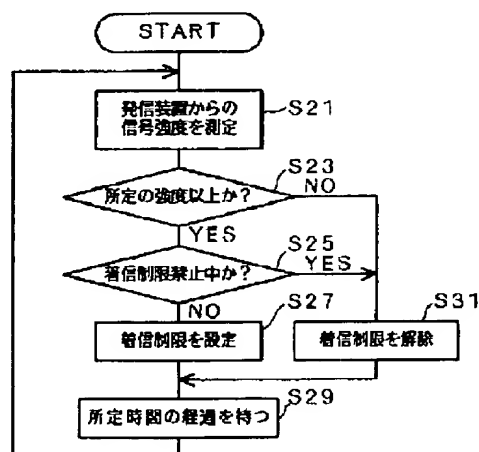 START
発信装置からの
信号強度を測定
S21
所定の強度以上か？
S23
NO
YES
着信制限禁止中か？
S25
YES
NO
着信制限を設定
S27
着信制限を解除
S31
所定時間の経過を待つ
S29